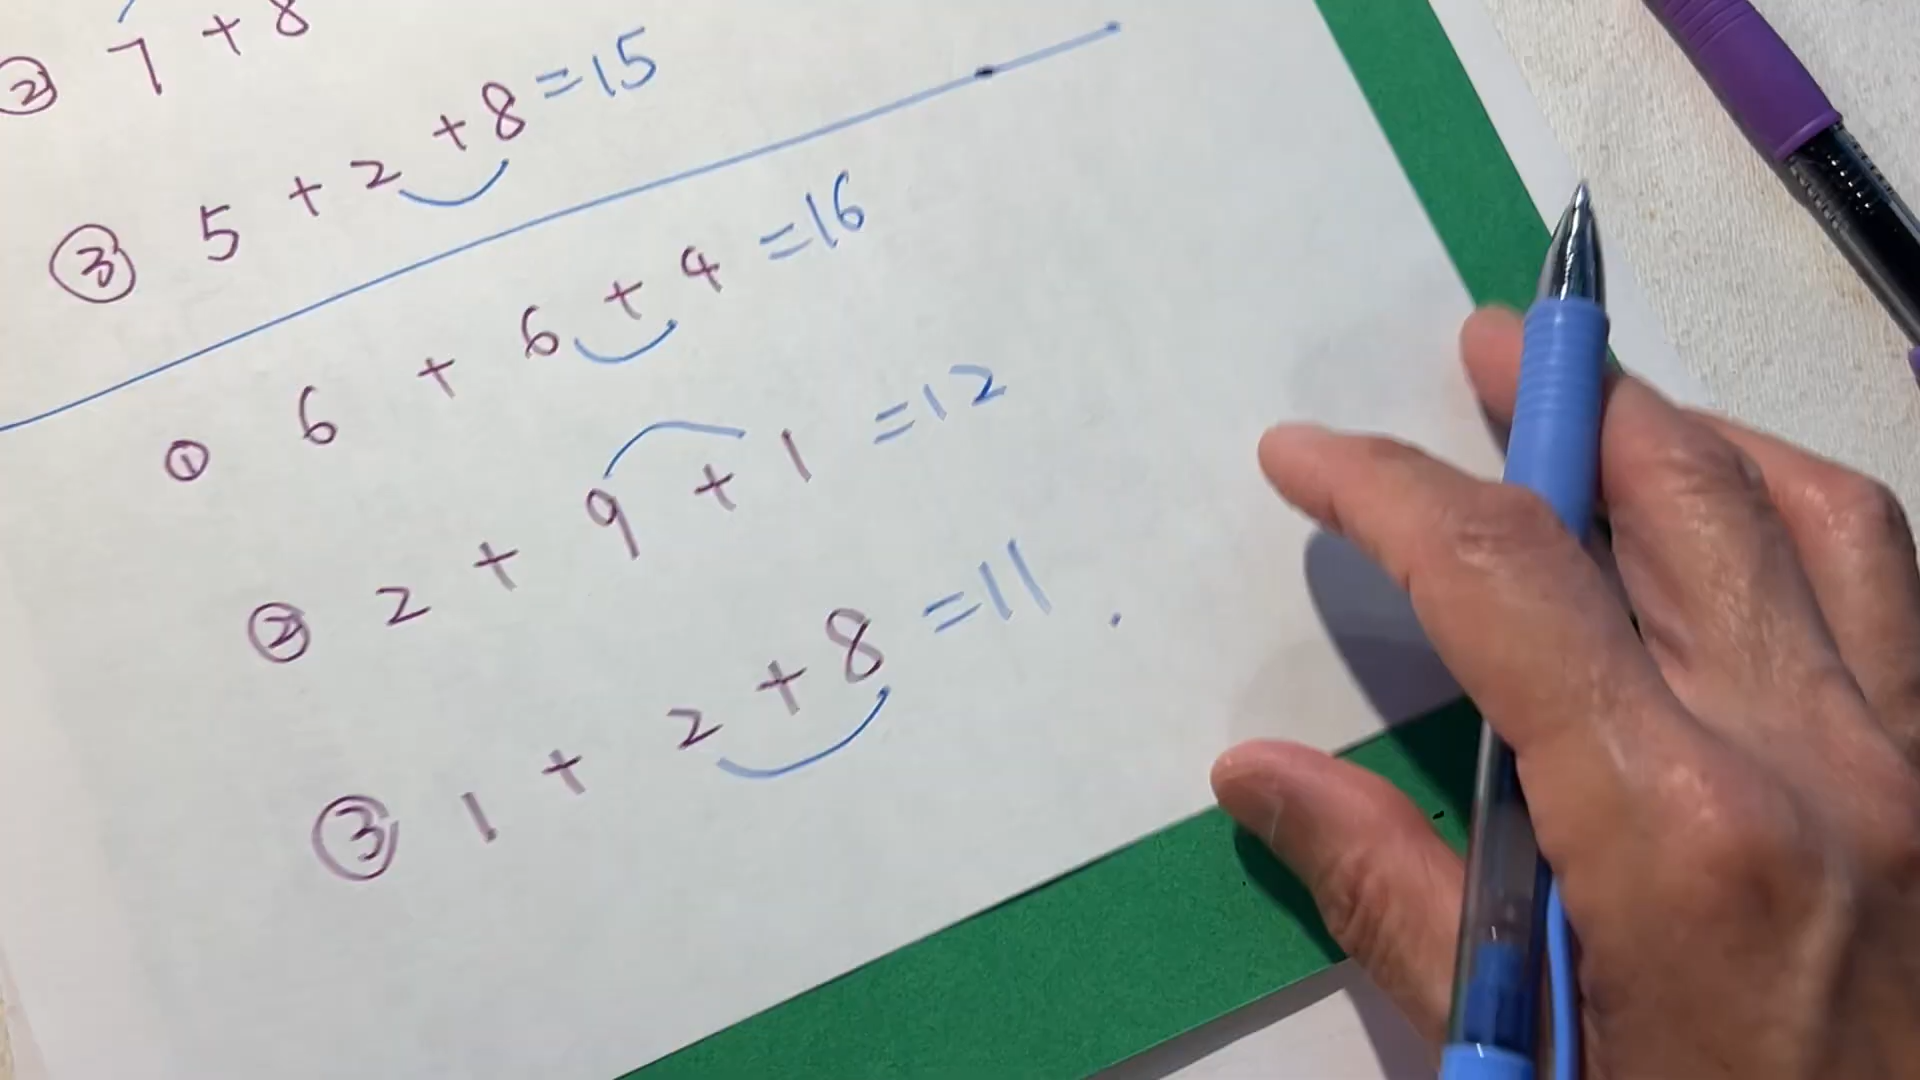 ② 7 + 8
③ 5 + 2 + 8 = 15
① 6 + 6 + 4 = 16
② 2 + 9 + 1 = 12
③ 1 + 2 + 8 = 11